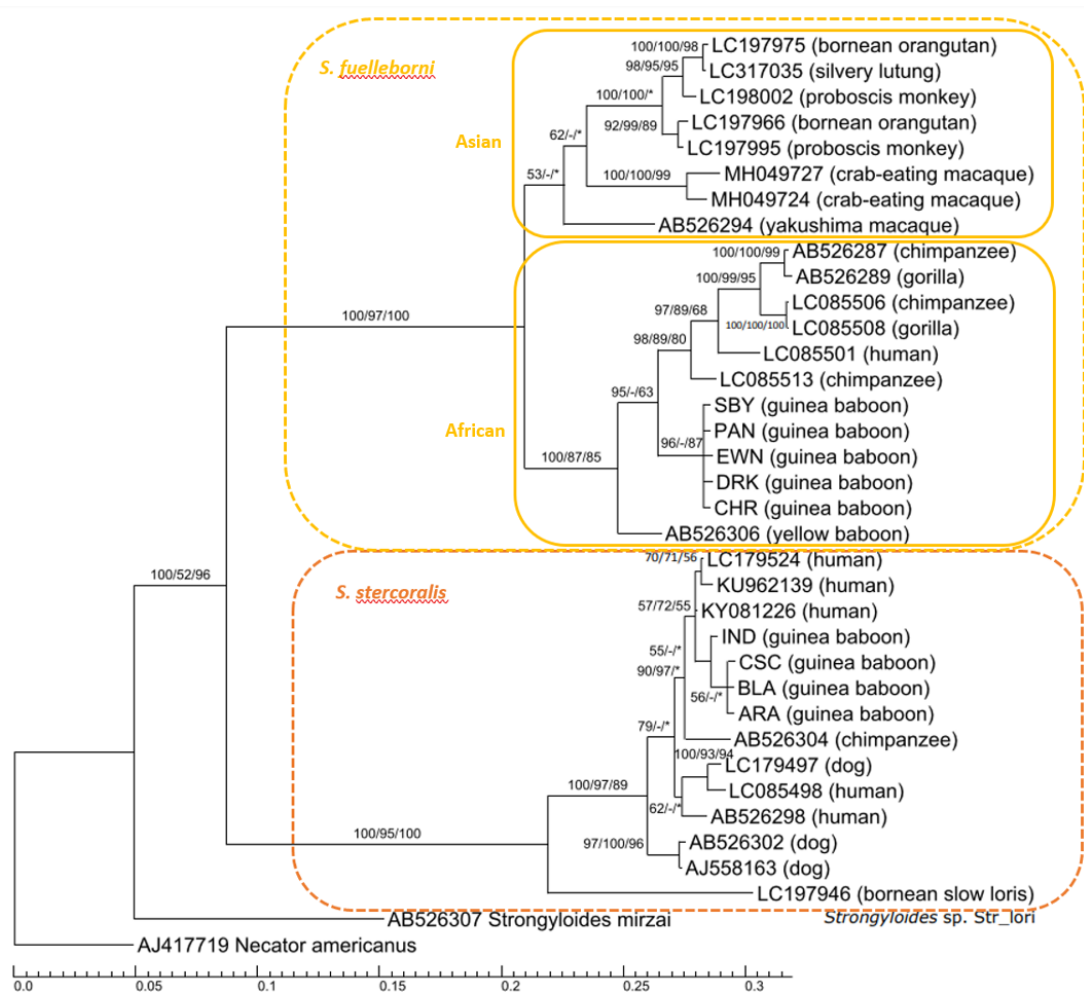 S. fuelleborni
Asian
African
S. stercoralis
100/100/98
LC197975 (bornean orangutan)
98/95/95
LC317035 (silvery lutung)
100/100/*
LC198002 (proboscis monkey)
92/99/89
LC197966 (bornean orangutan)
62/-/*
LC197995 (proboscis monkey)
53/-/*
100/100/99
MH049727 (crab-eating macaque)
MH049724 (crab-eating macaque)
AB526294 (yakushima macaque)
100/100/99
AB526287 (chimpanzee)
100/99/95
AB526289 (gorilla)
97/89/68
LC085506 (chimpanzee)
100/100/100
LC085508 (gorilla)
98/89/80
LC085501 (human)
LC085513 (chimpanzee)
95/-/63
SBY (guinea baboon)
PAN (guinea baboon)
96/-/87
EWN (guinea baboon)
100/97/100
100/87/85
DRK (guinea baboon)
CHR (guinea baboon)
AB526306 (yellow baboon)
70/71/56
LC179524 (human)
100/52/96
KU962139 (human)
57/72/55
KY081226 (human)
IND (guinea baboon)
55/-/*
CSC (guinea baboon)
90/97/*
56/-/*
BLA (guinea baboon)
ARA (guinea baboon)
79/-/*
AB526304 (chimpanzee)
100/93/94
LC179497 (dog)
100/97/89
LC085498 (human)
62/-/*
AB526298 (human)
100/95/100
97/100/96
AB526302 (dog)
AJ558163 (dog)
LC197946 (bornean slow loris)
AB526307 Strongyloides mirzai
Strongyloides sp. Str_lori
AJ417719 Necator americanus
0.0 0.05 0.1 0.15 0.2 0.25 0.3